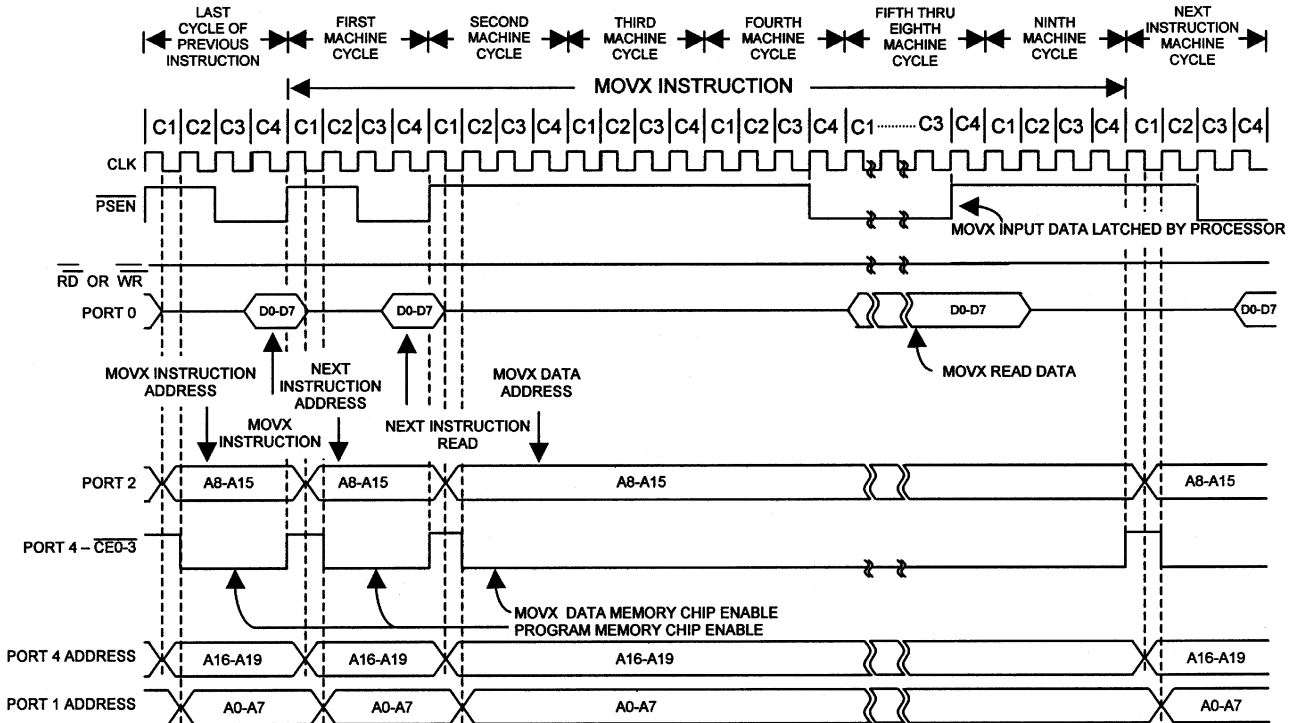 LAST
CYCLE OF
PREVIOUS
INSTRUCTION
FIRST
MACHINE
CYCLE
SECOND
MACHINE
CYCLE
THIRD
MACHINE
CYCLE
FOURTH
MACHINE
CYCLE
FIFTH THRU
EIGHTH
MACHINE
CYCLE
NINTH
MACHINE
CYCLE
NEXT
INSTRUCTION
MACHINE
CYCLE
MOVX INSTRUCTION
C1 C2 C3 C4 C1 C2 C3 C4 C1 C2 C3 C4 C1 C2 C3 C4 C1 C2 C3 C4 C1 ......... C3 C4 C1 C2 C3 C4 C1 C2 C3 C4
CLK
PSEN
MOVX INPUT DATA LATCHED BY PROCESSOR
RD OR WR
PORT 0
D0-D7
D0-D7
D0-D7
D0-D7
MOVX READ DATA
MOVX INSTRUCTION
ADDRESS
NEXT
INSTRUCTION
ADDRESS
MOVX DATA
ADDRESS
MOVX
INSTRUCTION
NEXT INSTRUCTION
READ
PORT 2
A8-A15
A8-A15
A8-A15
A8-A15
PORT 4 – CE0-3
MOVX DATA MEMORY CHIP ENABLE
PROGRAM MEMORY CHIP ENABLE
PORT 4 ADDRESS
A16-A19
A16-A19
A16-A19
A16-A19
PORT 1 ADDRESS
A0-A7
A0-A7
A0-A7
A0-A7